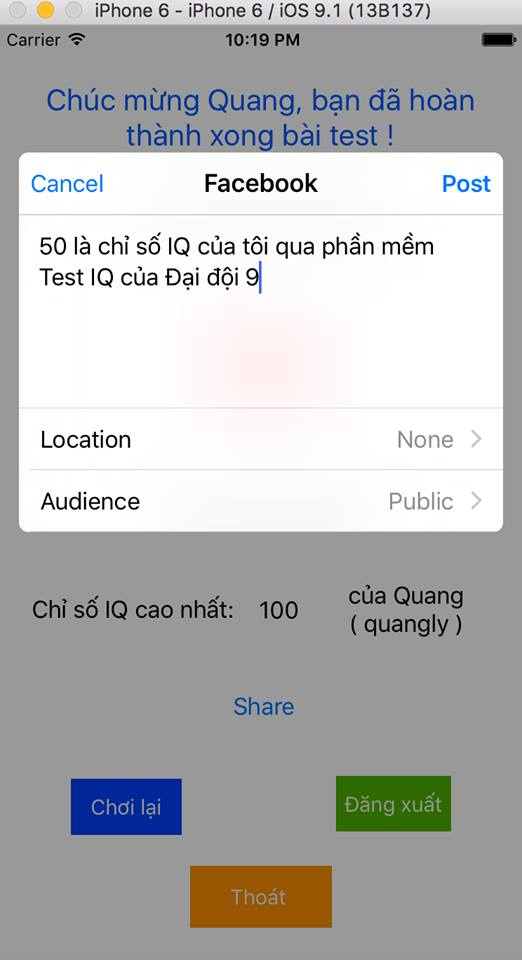 iPhone 6 - iPhone 6 / iOS 9.1 (13B137)
Carrier 10:19 PM
Chúc mừng Quang, bạn đã hoàn
thành xong bài test !
Cancel Facebook Post
50 là chỉ số IQ của tôi qua phần mềm
Test IQ của Đại đội 9
Location None
Audience Public
Chỉ số IQ cao nhất: 100 của Quang
( quangly )
Share
Chơi lại Đăng xuất
Thoát